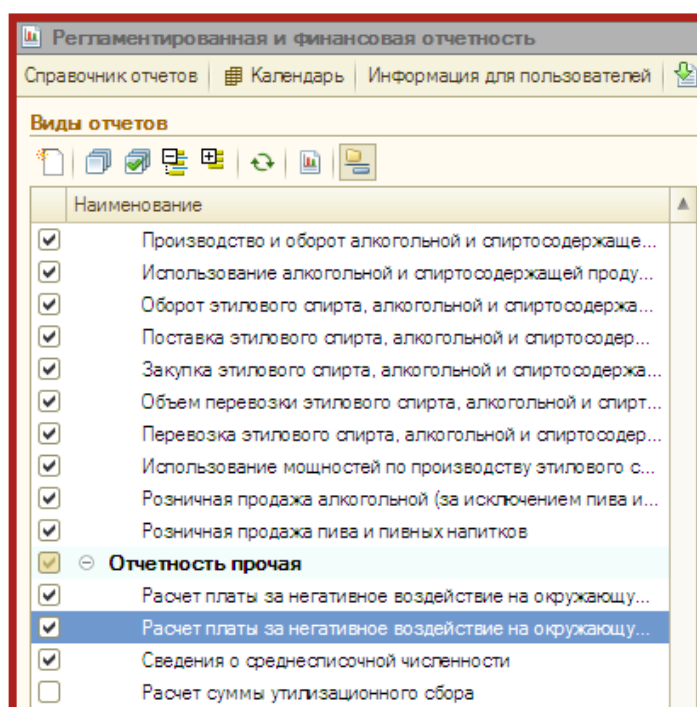 Регламентированная и финансовая отчетность
Справочник отчетов Календарь Информация для пользователей
Виды отчетов
Наименование
Производство и оборот алкогольной и спиртосодержаще...
Использование алкогольной и спиртосодержащей проду...
Оборот этилового спирта, алкогольной и спиртосодержа...
Поставка этилового спирта, алкогольной и спиртосодер...
Закупка этилового спирта, алкогольной и спиртосодержа...
Объем перевозки этилового спирта, алкогольной и спирт...
Перевозка этилового спирта, алкогольной и спиртосодер...
Использование мощностей по производству этилового с...
Розничная продажа алкогольной (за исключением пива и...
Розничная продажа пива и пивных напитков
Отчетность прочая
Расчет платы за негативное воздействие на окружающу...
Расчет платы за негативное воздействие на окружающу...
Сведения о среднесписочной численности
Расчет суммы утилизационного сбора